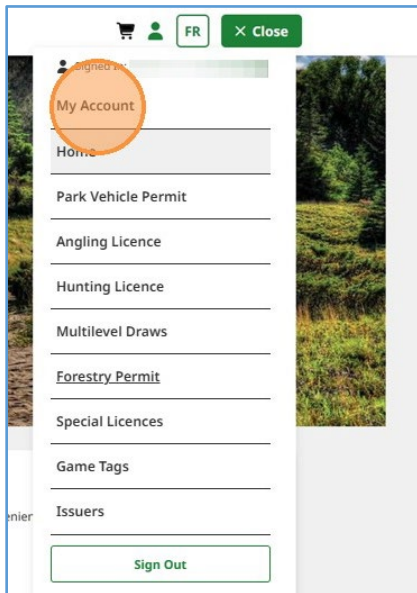 FR × Close
Signed in:
My Account
Home
Park Vehicle Permit
Angling Licence
Hunting Licence
Multilevel Draws
Forestry Permit
Special Licences
Game Tags
Issuers
Sign Out